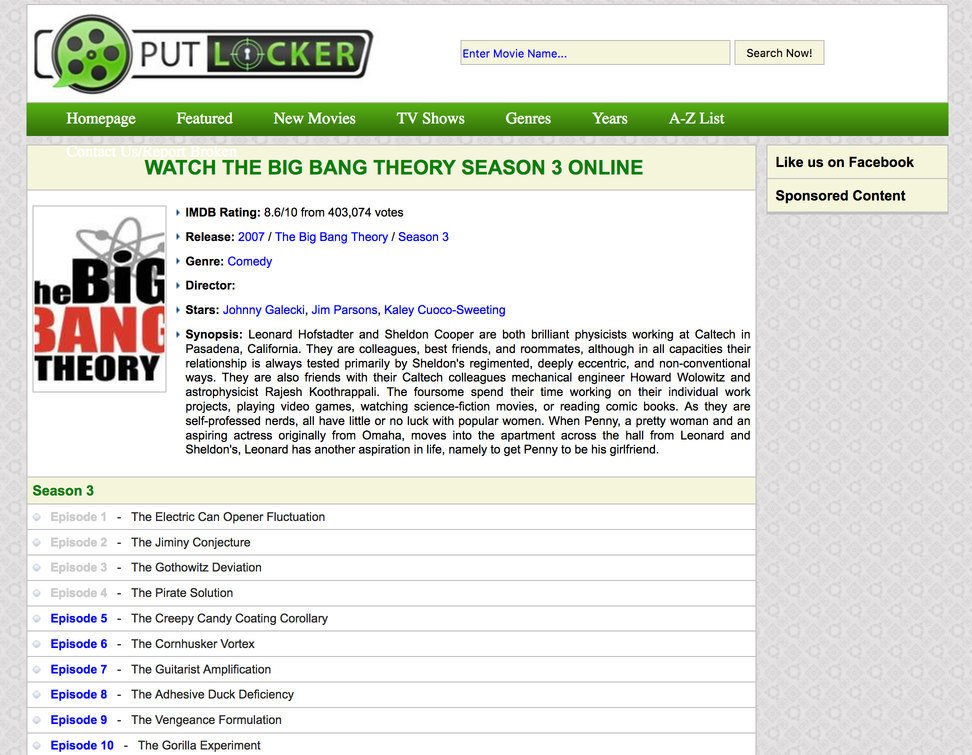 PUT LOCKER
Enter Movie Name...
Search Now!
Homepage Featured New Movies TV Shows Genres Years A-Z List
Contact Us/Report Broken
WATCH THE BIG BANG THEORY SEASON 3 ONLINE
Like us on Facebook
Sponsored Content
he BiG
BANG
THEORY
IMDB Rating: 8.6/10 from 403,074 votes
Release: 2007 / The Big Bang Theory / Season 3
Genre: Comedy
Director:
Stars: Johnny Galecki, Jim Parsons, Kaley Cuoco-Sweeting
Synopsis: Leonard Hofstadter and Sheldon Cooper are both brilliant physicists working at Caltech in
Pasadena, California. They are colleagues, best friends, and roommates, although in all capacities their
relationship is always tested primarily by Sheldon's regimented, deeply eccentric, and non-conventional
ways. They are also friends with their Caltech colleagues mechanical engineer Howard Wolowitz and
astrophysicist Rajesh Koothrappali. The foursome spend their time working on their individual work
projects, playing video games, watching science-fiction movies, or reading comic books. As they are
self-professed nerds, all have little or no luck with popular women. When Penny, a pretty woman and an
aspiring actress originally from Omaha, moves into the apartment across the hall from Leonard and
Sheldon's, Leonard has another aspiration in life, namely to get Penny to be his girlfriend.
Season 3
Episode 1 - The Electric Can Opener Fluctuation
Episode 2 - The Jiminy Conjecture
Episode 3 - The Gothowitz Deviation
Episode 4 - The Pirate Solution
Episode 5 - The Creepy Candy Coating Corollary
Episode 6 - The Cornhusker Vortex
Episode 7 - The Guitarist Amplification
Episode 8 - The Adhesive Duck Deficiency
Episode 9 - The Vengeance Formulation
Episode 10 - The Gorilla Experiment